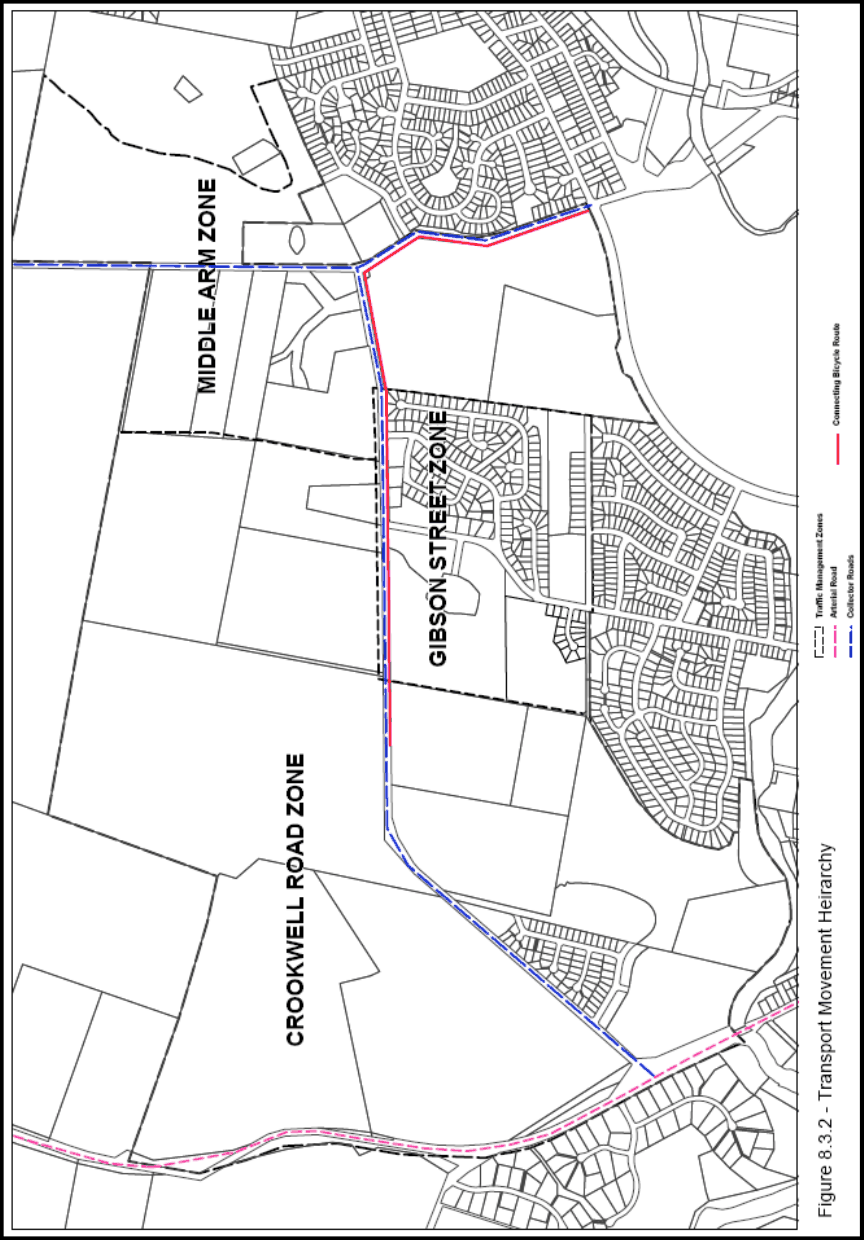 MIDDLE ARM ZONE
GIBSON STREET ZONE
CROOKWELL ROAD ZONE
Figure 8.3.2 - Transport Movement Heirarchy
Traffic Management Zones
Arterial Road
Collector Roads
Connecting Bicycle Route